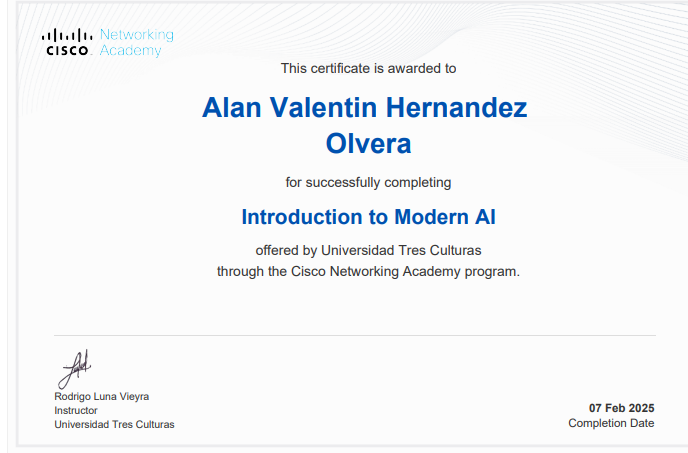 Networking
CISCO. Academy
This certificate is awarded to
Alan Valentin Hernandez
Olvera
for successfully completing
Introduction to Modern AI
offered by Universidad Tres Culturas
through the Cisco Networking Academy program.
Rodrigo Luna Vieyra
Instructor
Universidad Tres Culturas
07 Feb 2025
Completion Date